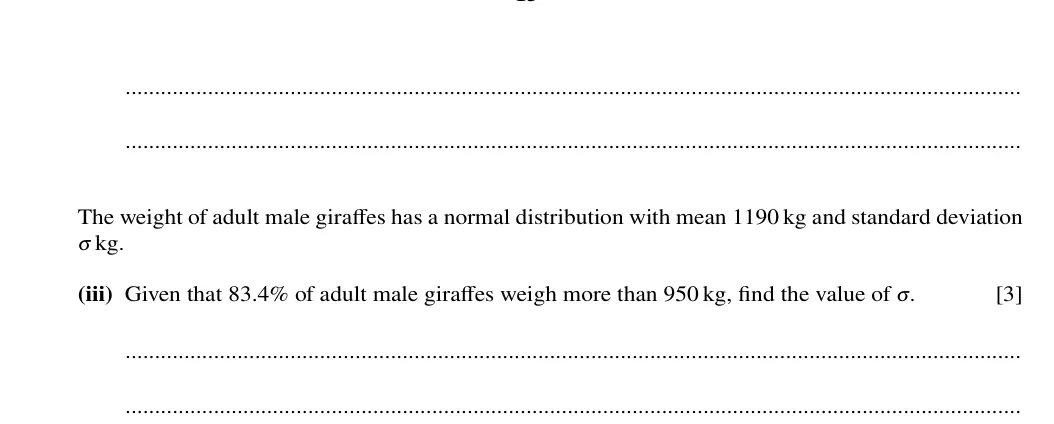 The weight of adult male giraffes has a normal distribution with mean 1190 kg and standard deviation
σ kg.
(iii) Given that 83.4% of adult male giraffes weigh more than 950 kg, find the value of σ. [3]